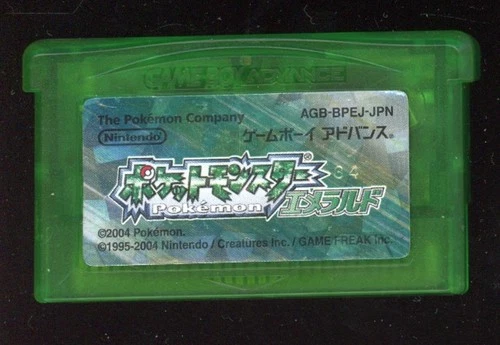 GAME BOY ADVANCE
The Pokémon Company
AGB-BPEJ-JPN
Nintendo
ゲームボーイ アドバンス®
ポケットモンスター
Pokémon
エメラルド
04
©2004 Pokémon.
©1995-2004 Nintendo / Creatures Inc. / GAME FREAK inc.